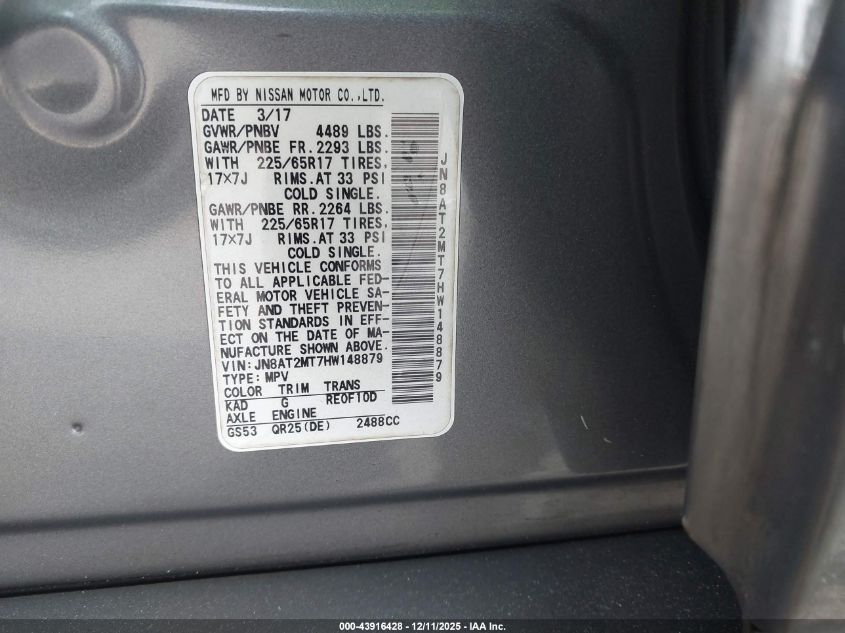 MFD BY NISSAN MOTOR CO.,LTD.
DATE 3/17
GVWR/PNBV 4489 LBS.
GAWR/PNBE FR. 2293 LBS.
WITH 225/65R17 TIRES,
17×7J RIMS. AT 33 PSI
COLD SINGLE.
GAWR/PNBE RR. 2264 LBS.
WITH 225/65R17 TIRES,
17×7J RIMS. AT 33 PSI
COLD SINGLE.
THIS VEHICLE CONFORMS
TO ALL APPLICABLE FED-
ERAL MOTOR VEHICLE SA-
FETY AND THEFT PREVEN-
TION STANDARDS IN EFF-
ECT ON THE DATE OF MA-
NUFACTURE SHOWN ABOVE.
VIN: JN8AT2MT7HW148879
TYPE: MPV
COLOR TRIM TRANS
KAD G RE0F10D
AXLE ENGINE
GS53 QR25(DE) 2488CC
JN8AT2MT7HW148879
000-43916428 - 12/11/2025 - IAA Inc.